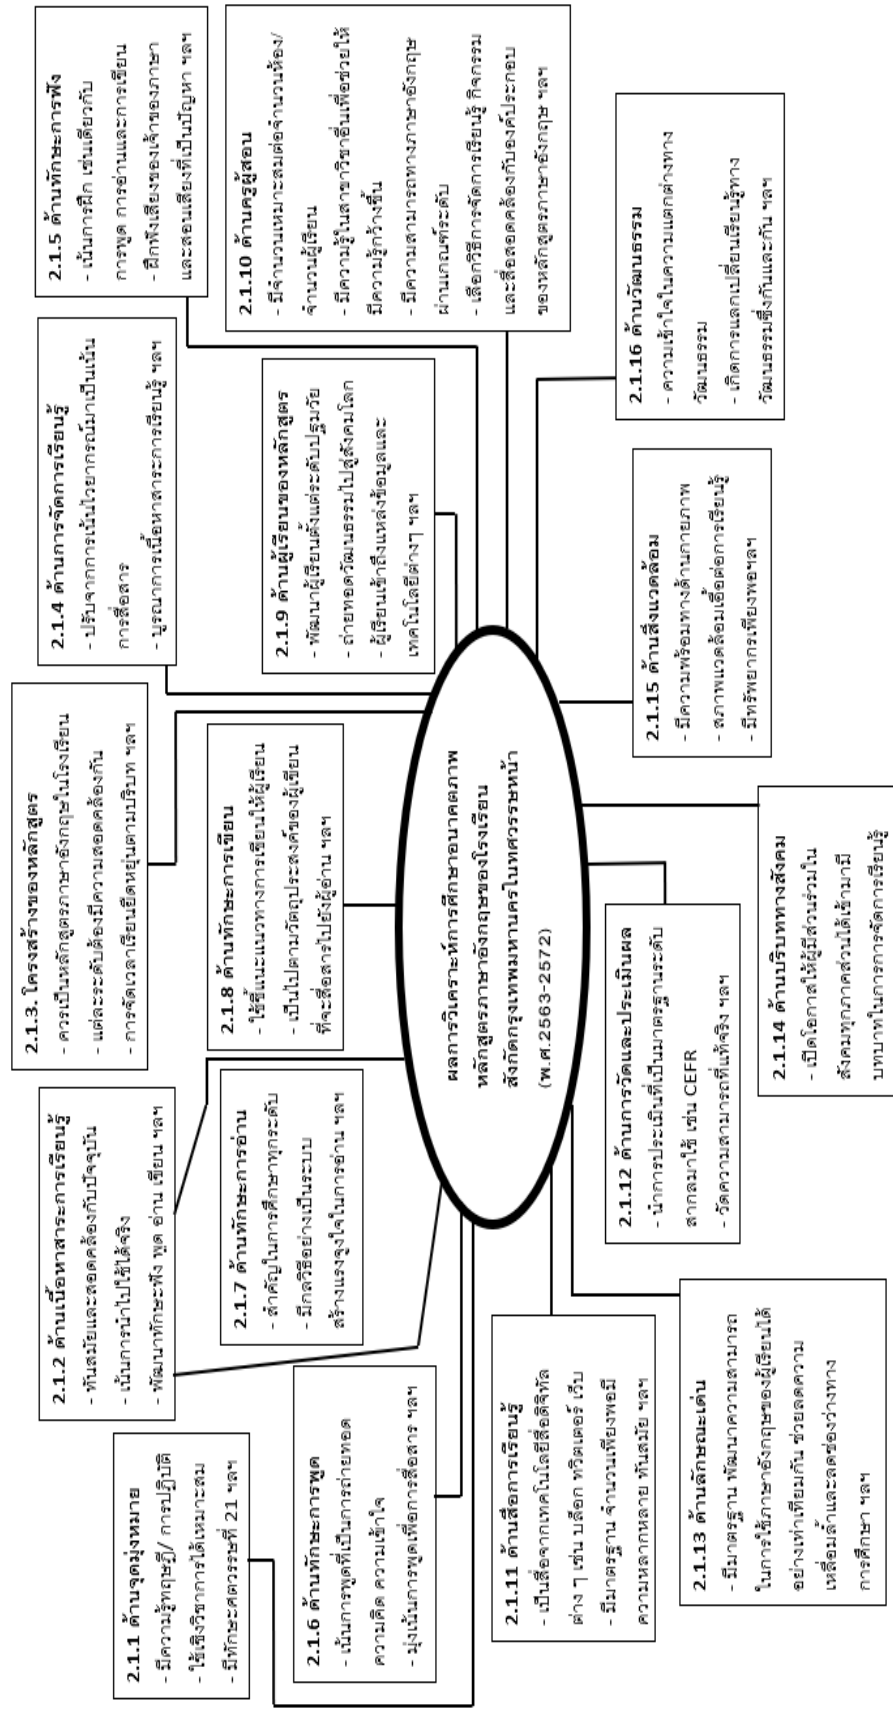 2.1.1 ด้านจุดมุ่งหมาย
- มีความรู้ทฤษฎี/ การปฏิบัติ
- ใช้เชิงวิชาการได้เหมาะสม
- มีทักษะศตวรรษที่ 21 ฯลฯ
2.1.2 ด้านเนื้อหาสาระการเรียนรู้
- ทันสมัยและสอดคล้องกับปัจจุบัน
- เน้นการนำไปใช้ได้จริง
- พัฒนาทักษะฟัง พูด อ่าน เขียน ฯลฯ
2.1.3. โครงสร้างของหลักสูตร
- ควรเป็นหลักสูตรภาษาอังกฤษในโรงเรียน
- แต่ละระดับต้องมีความสอดคล้องกัน
- การจัดเวลาเรียนยืดหยุ่นตามบริบท ฯลฯ
2.1.4 ด้านการจัดการเรียนรู้
- ปรับจากการเน้นไวยากรณ์มาเป็นเน้น
การสื่อสาร
- บูรณาการเนื้อหาสาระการเรียนรู้ ฯลฯ
2.1.5 ด้านทักษะการฟัง
- เน้นการฝึก เช่นเดียวกับ
การพูด การอ่านและการเขียน
- ฝึกฟังเสียงของเจ้าของภาษา
และสอนเสียงที่เป็นปัญหา ฯลฯ
2.1.6 ด้านทักษะการพูด
- เน้นการพูดที่เป็นการถ่ายทอด
ความคิด ความเข้าใจ
- มุ่งเน้นการพูดเพื่อการสื่อสาร ฯลฯ
2.1.7 ด้านทักษะการอ่าน
- สำคัญในการศึกษาทุกระดับ
- มีกลวิธีอย่างเป็นระบบ
สร้างแรงจูงใจในการอ่าน ฯลฯ
2.1.8 ด้านทักษะการเขียน
- ใช้ชี้แนะแนวทางการเขียนให้ผู้เรียน
- เป็นไปตามวัตถุประสงค์ของผู้เขียน
ที่จะสื่อสารไปยังผู้อ่าน ฯลฯ
2.1.9 ด้านผู้เรียนของหลักสูตร
- พัฒนาผู้เรียนตั้งแต่ระดับปฐมวัย
- ถ่ายทอดวัฒนธรรมไปสู่สังคมโลก
- ผู้เรียนเข้าถึงแหล่งข้อมูลและ
เทคโนโลยีต่างๆ ฯลฯ
2.1.10 ด้านครูผู้สอน
- มีจำนวนเหมาะสมต่อจำนวนห้อง/
จำนวนผู้เรียน
- มีความรู้ในสาขาวิชาอื่นเพื่อช่วยให้
มีความรู้กว้างขึ้น
- มีความสามารถทางภาษาอังกฤษ
ผ่านเกณฑ์ระดับ
- เลือกวิธีการจัดการเรียนรู้ กิจกรรม
และสื่อสอดคล้องกับองค์ประกอบ
ของหลักสูตรภาษาอังกฤษ ฯลฯ
ผลการวิเคราะห์การศึกษาอนาคตภาพ
หลักสูตรภาษาอังกฤษของโรงเรียน
สังกัดกรุงเทพมหานครในทศวรรษหน้า
(พ.ศ.2563-2572)
2.1.11 ด้านสื่อการเรียนรู้
- เป็นสื่อจากเทคโนโลยีสื่อดิจิทัล
ต่าง ๆ เช่น บล็อก ทวิตเตอร์ เว็บ
- มีมาตรฐาน จำนวนเพียงพอมี
ความหลากหลาย ทันสมัย ฯลฯ
2.1.12 ด้านการวัดและประเมินผล
- นำการประเมินที่เป็นมาตรฐานระดับ
สากลมาใช้ เช่น CEFR
- วัดความสามารถที่แท้จริง ฯลฯ
2.1.13 ด้านลักษณะเด่น
- มีมาตรฐาน พัฒนาความสามารถ
ในการใช้ภาษาอังกฤษของผู้เรียนได้
อย่างเท่าเทียมกัน ช่วยลดความ
เหลื่อมล้ำและลดช่องว่างทาง
การศึกษา ฯลฯ
2.1.14 ด้านบริบททางสังคม
- เปิดโอกาสให้ผู้มีส่วนร่วมใน
สังคมทุกภาคส่วนได้เข้ามามี
บทบาทในการการจัดการเรียนรู้
2.1.15 ด้านสิ่งแวดล้อม
- มีความพร้อมทางด้านกายภาพ
- สภาพแวดล้อมเอื้อต่อการเรียนรู้
- มีทรัพยากรเพียงพอฯลฯ
2.1.16 ด้านวัฒนธรรม
- ความเข้าใจในความแตกต่างทาง
วัฒนธรรม
- เกิดการแลกเปลี่ยนเรียนรู้ทาง
วัฒนธรรมซึ่งกันและกัน ฯลฯ